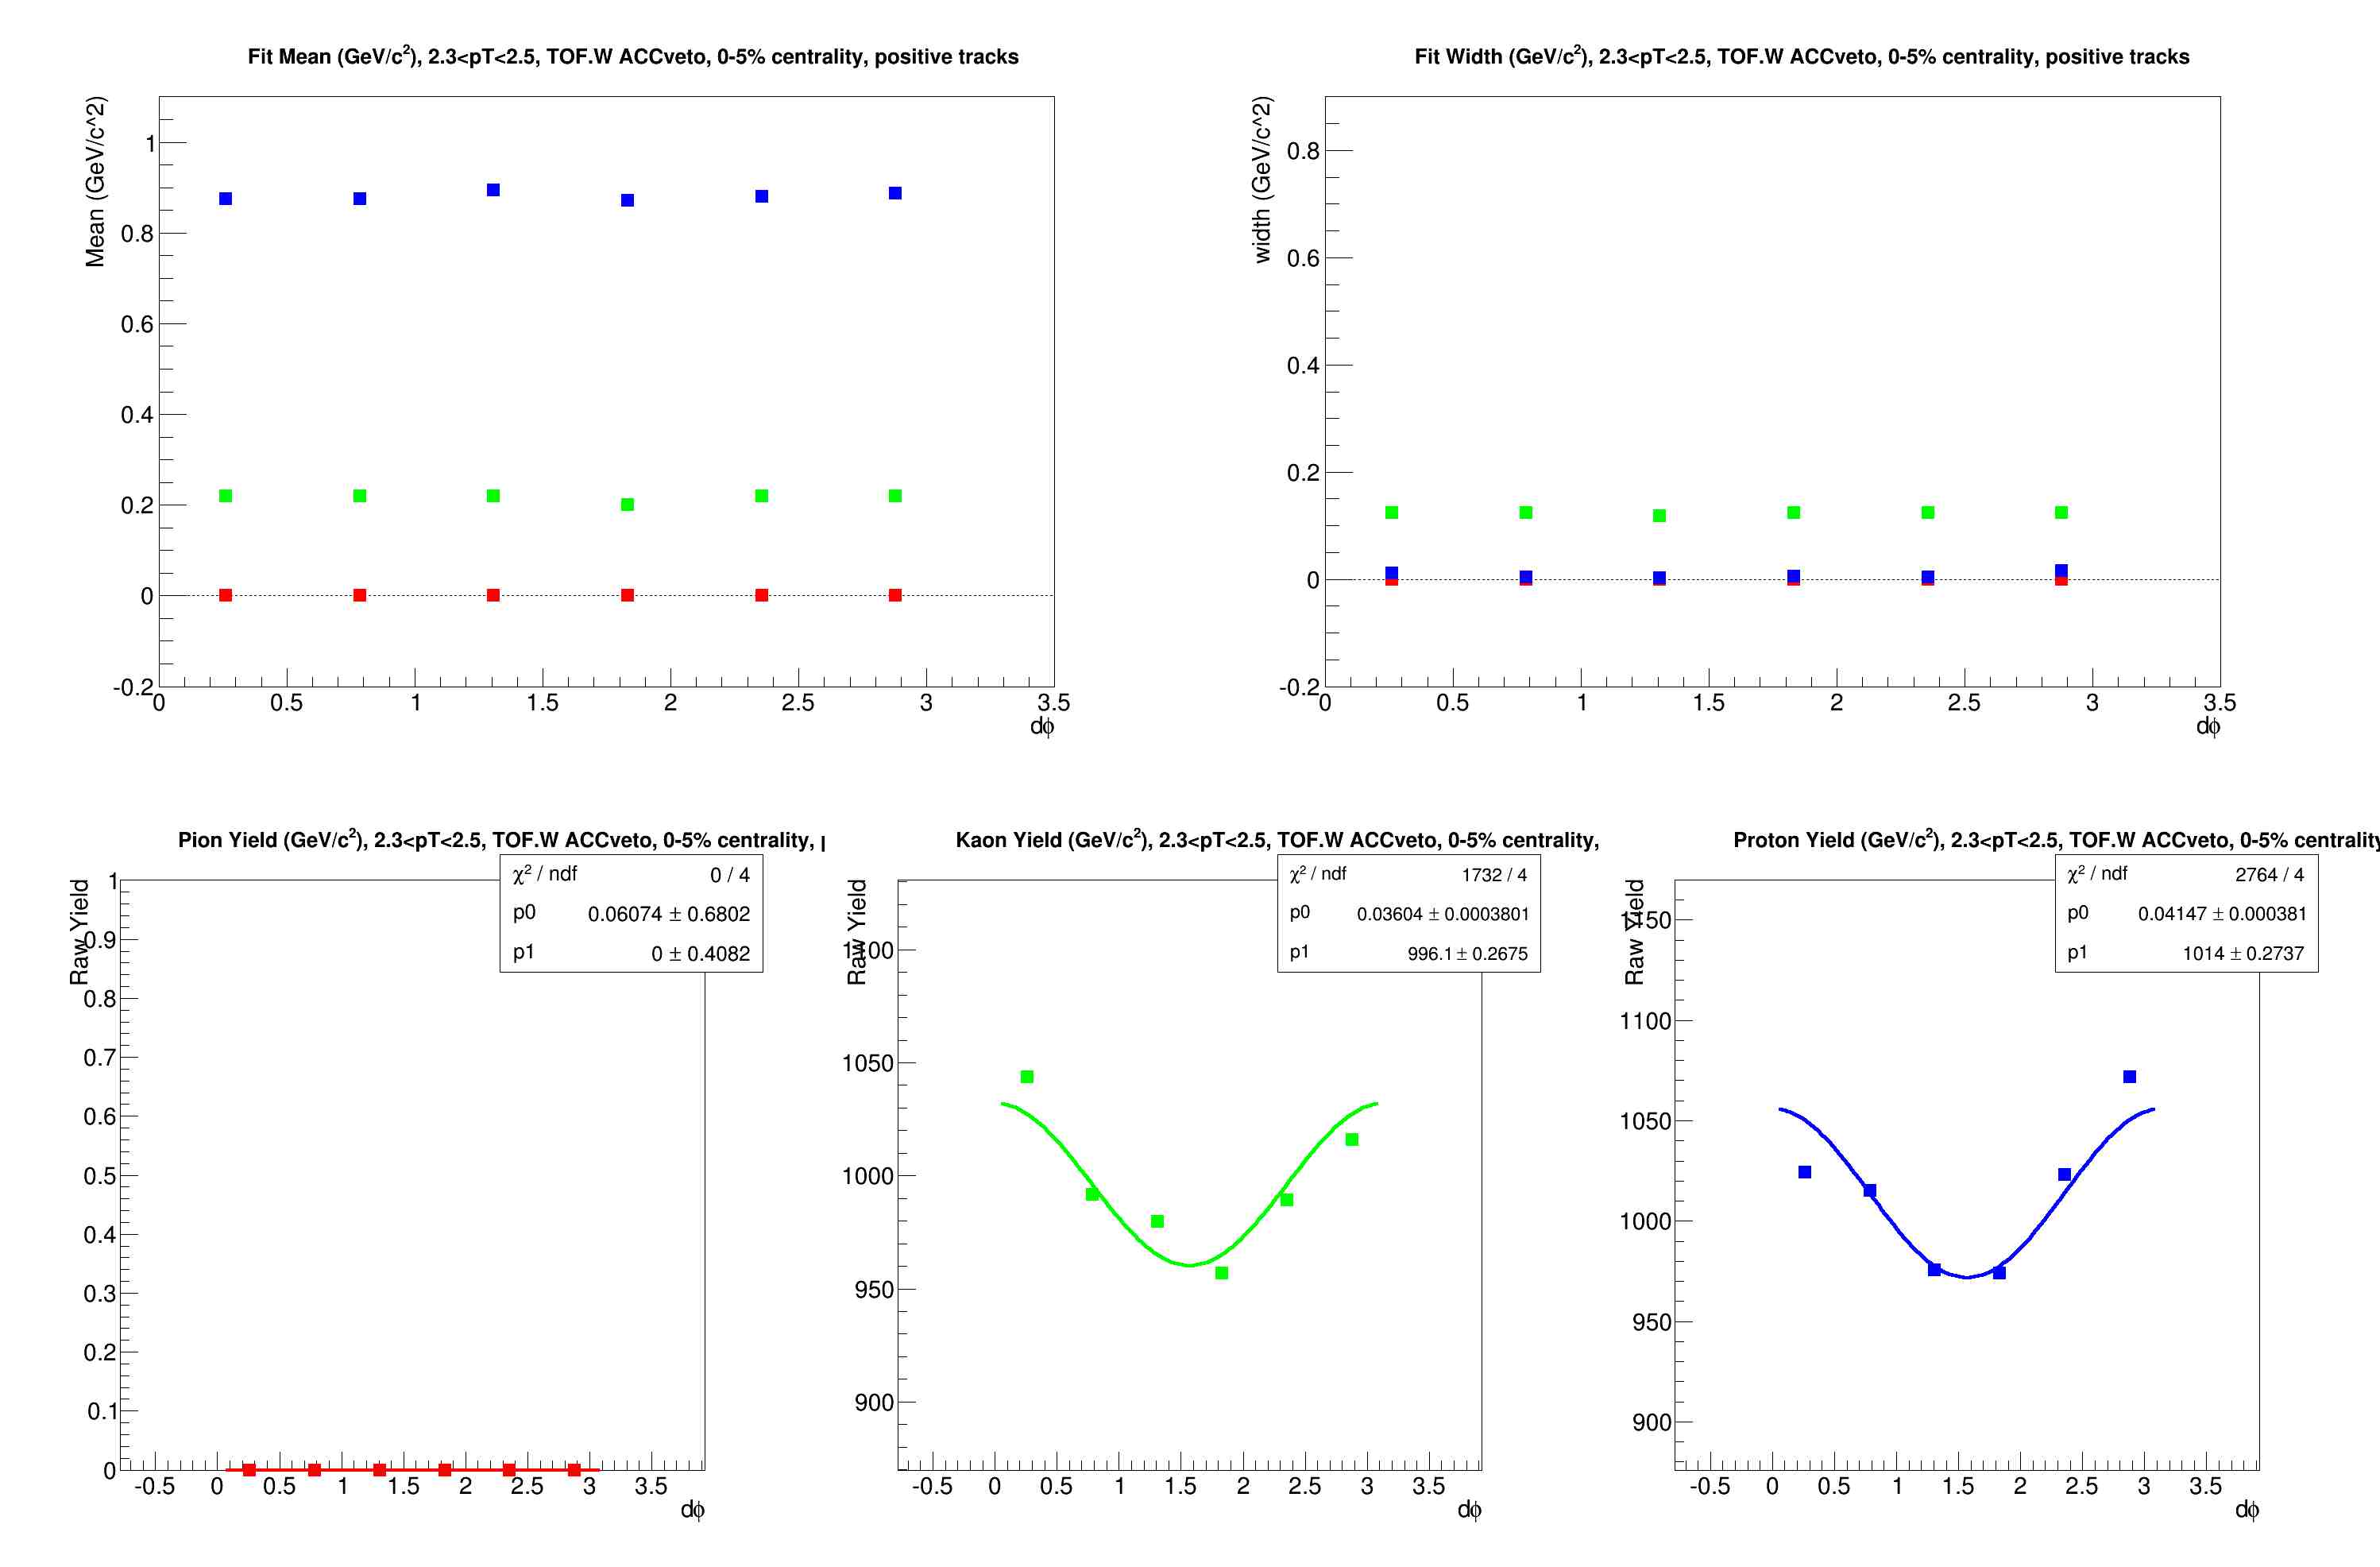 Fit Mean (GeV/c²), 2.3<pT<2.5, TOF.W ACCveto, 0-5% centrality, positive tracks
Mean (GeV/c^2)
1
0.8
0.6
0.4
0.2
0
-0.2
0 0.5 1 1.5 2 2.5 3 3.5
dϕ
Fit Width (GeV/c²), 2.3<pT<2.5, TOF.W ACCveto, 0-5% centrality, positive tracks
width (GeV/c^2)
0.8
0.6
0.4
0.2
0
-0.2
0 0.5 1 1.5 2 2.5 3 3.5
dϕ
Pion Yield (GeV/c²), 2.3<pT<2.5, TOF.W ACCveto, 0-5% centrality,
χ² / ndf 0 / 4
p0 0.06074 ± 0.6802
p1 0 ± 0.4082
Raw Yield
1
0.9
0.8
0.7
0.6
0.5
0.4
0.3
0.2
0.1
0
-0.5 0 0.5 1 1.5 2 2.5 3 3.5
dϕ
Kaon Yield (GeV/c²), 2.3<pT<2.5, TOF.W ACCveto, 0-5% centrality,
χ² / ndf 1732 / 4
p0 0.03604 ± 0.0003801
p1 996.1 ± 0.2675
Raw Yield
1100
1050
1000
950
900
-0.5 0 0.5 1 1.5 2 2.5 3 3.5
dϕ
Proton Yield (GeV/c²), 2.3<pT<2.5, TOF.W ACCveto, 0-5% centrality
χ² / ndf 2764 / 4
p0 0.04147 ± 0.000381
p1 1014 ± 0.2737
Raw Yield
1150
1100
1050
1000
950
900
-0.5 0 0.5 1 1.5 2 2.5 3 3.5
dϕ